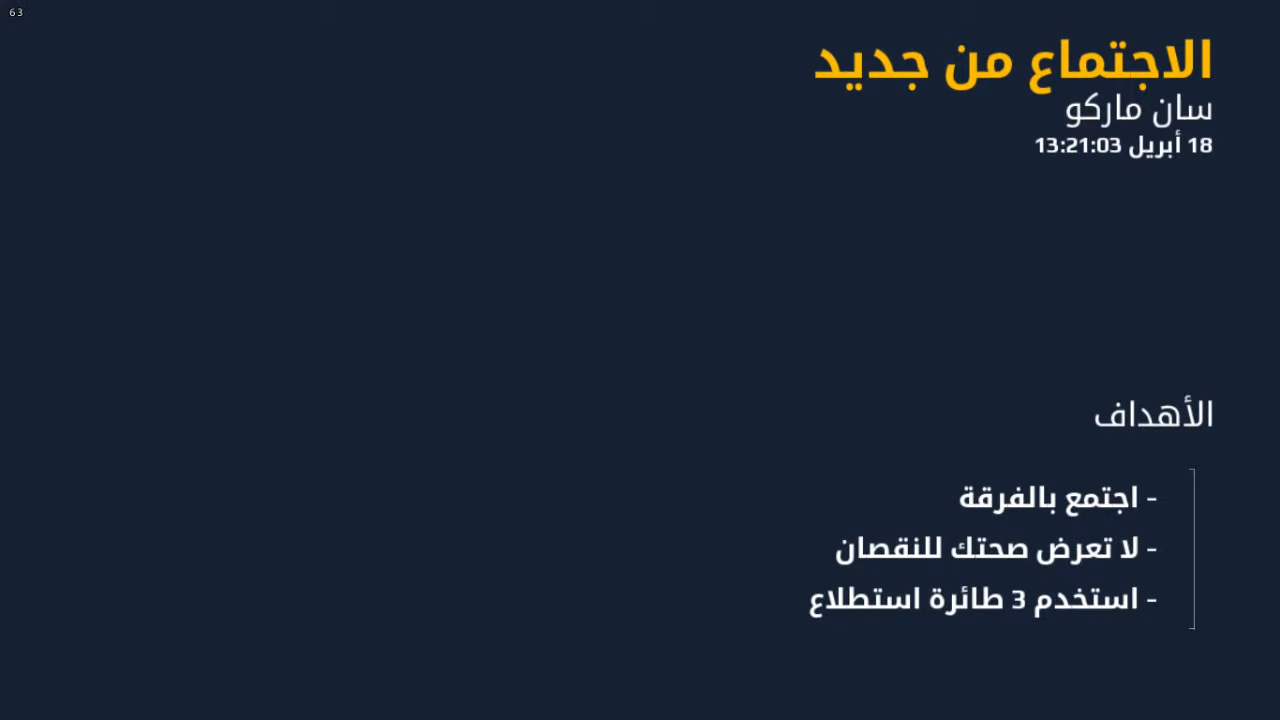 63
الاجتماع من جديد
سان ماركو
18 أبريل 13:21:03
الأهداف
- اجتمع بالفرقة
- لا تعرض صحتك للنقصان
- استخدم 3 طائرة استطلاع